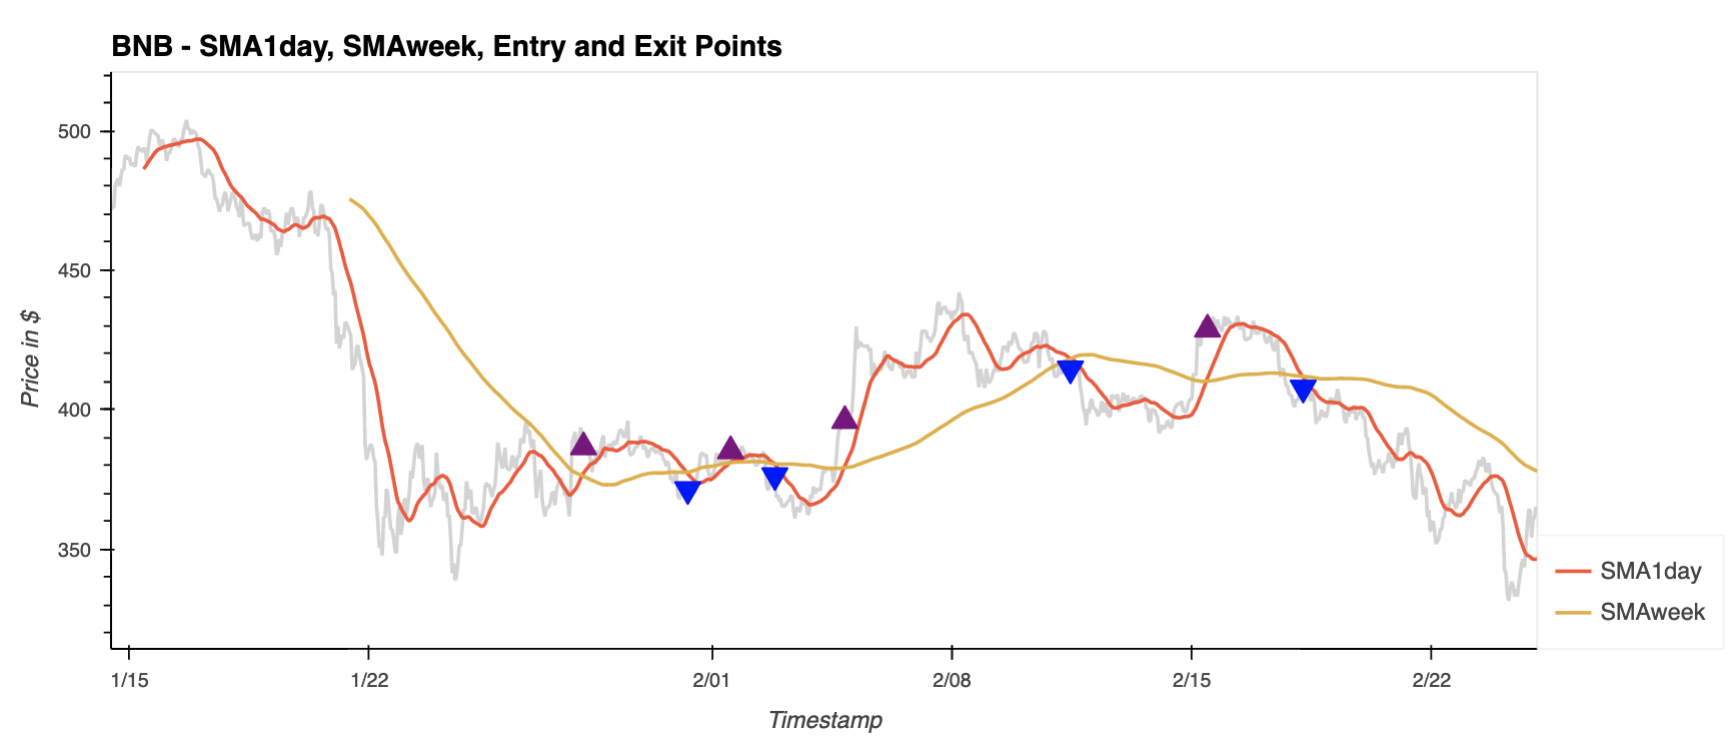 BNB - SMA1day, SMAweek, Entry and Exit Points
500
450
400
350
Price in $
1/15
1/22
2/01
2/08
2/15
2/22
Timestamp
SMA1day
SMAweek